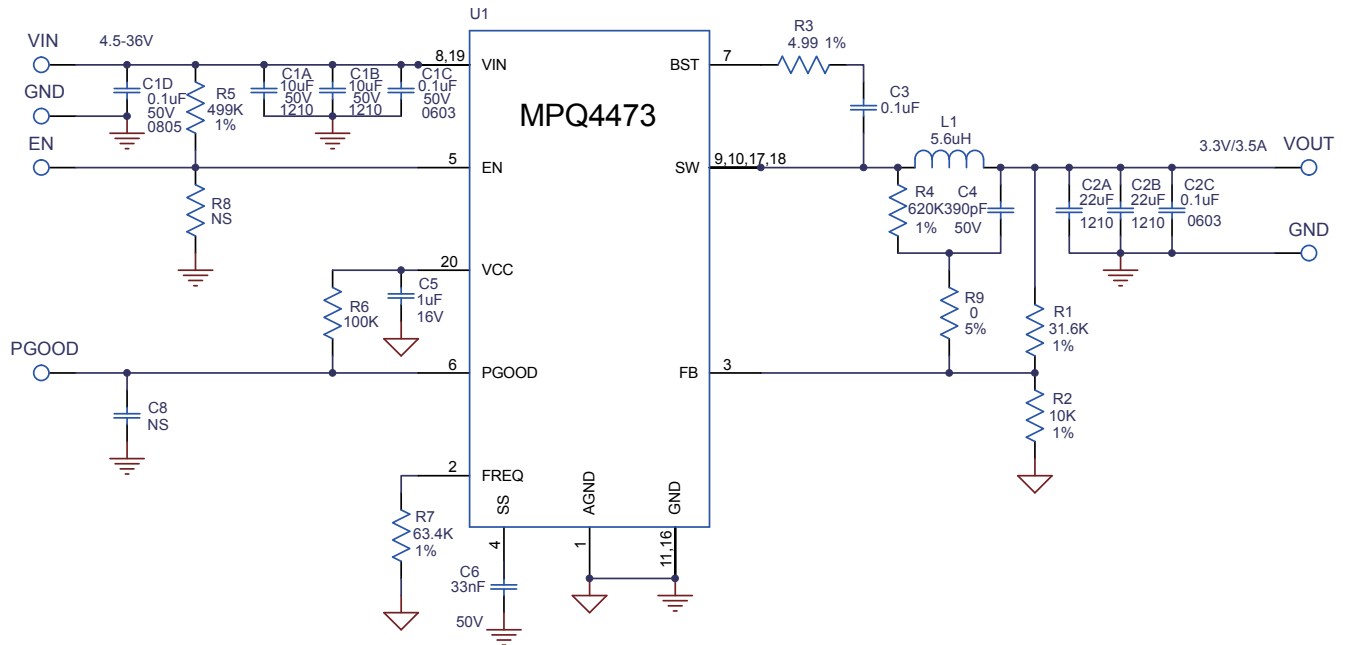 U1
VIN
4.5-36V
GND
EN
C1D
0.1uF
50V
0805
R5
499K
1%
C1A
10uF
50V
1210
C1B
10uF
50V
1210
C1C
0.1uF
50V
0603
R8
NS
8,19
VIN
5
EN
20
VCC
C5
1uF
16V
R6
100K
PGOOD
6
PGOOD
C8
NS
2
FREQ
R7
63.4K
1%
SS
4
C6
33nF
50V
AGND
1
GND
11,16
MPQ4473
BST
7
R3
4.99 1%
C3
0.1uF
SW
9,10,17,18
L1
5.6uH
R4
620K
1%
C4
390pF
50V
R9
0
5%
FB
3
R1
31.6K
1%
R2
10K
1%
C2A
22uF
1210
C2B
22uF
1210
C2C
0.1uF
0603
3.3V/3.5A
VOUT
GND